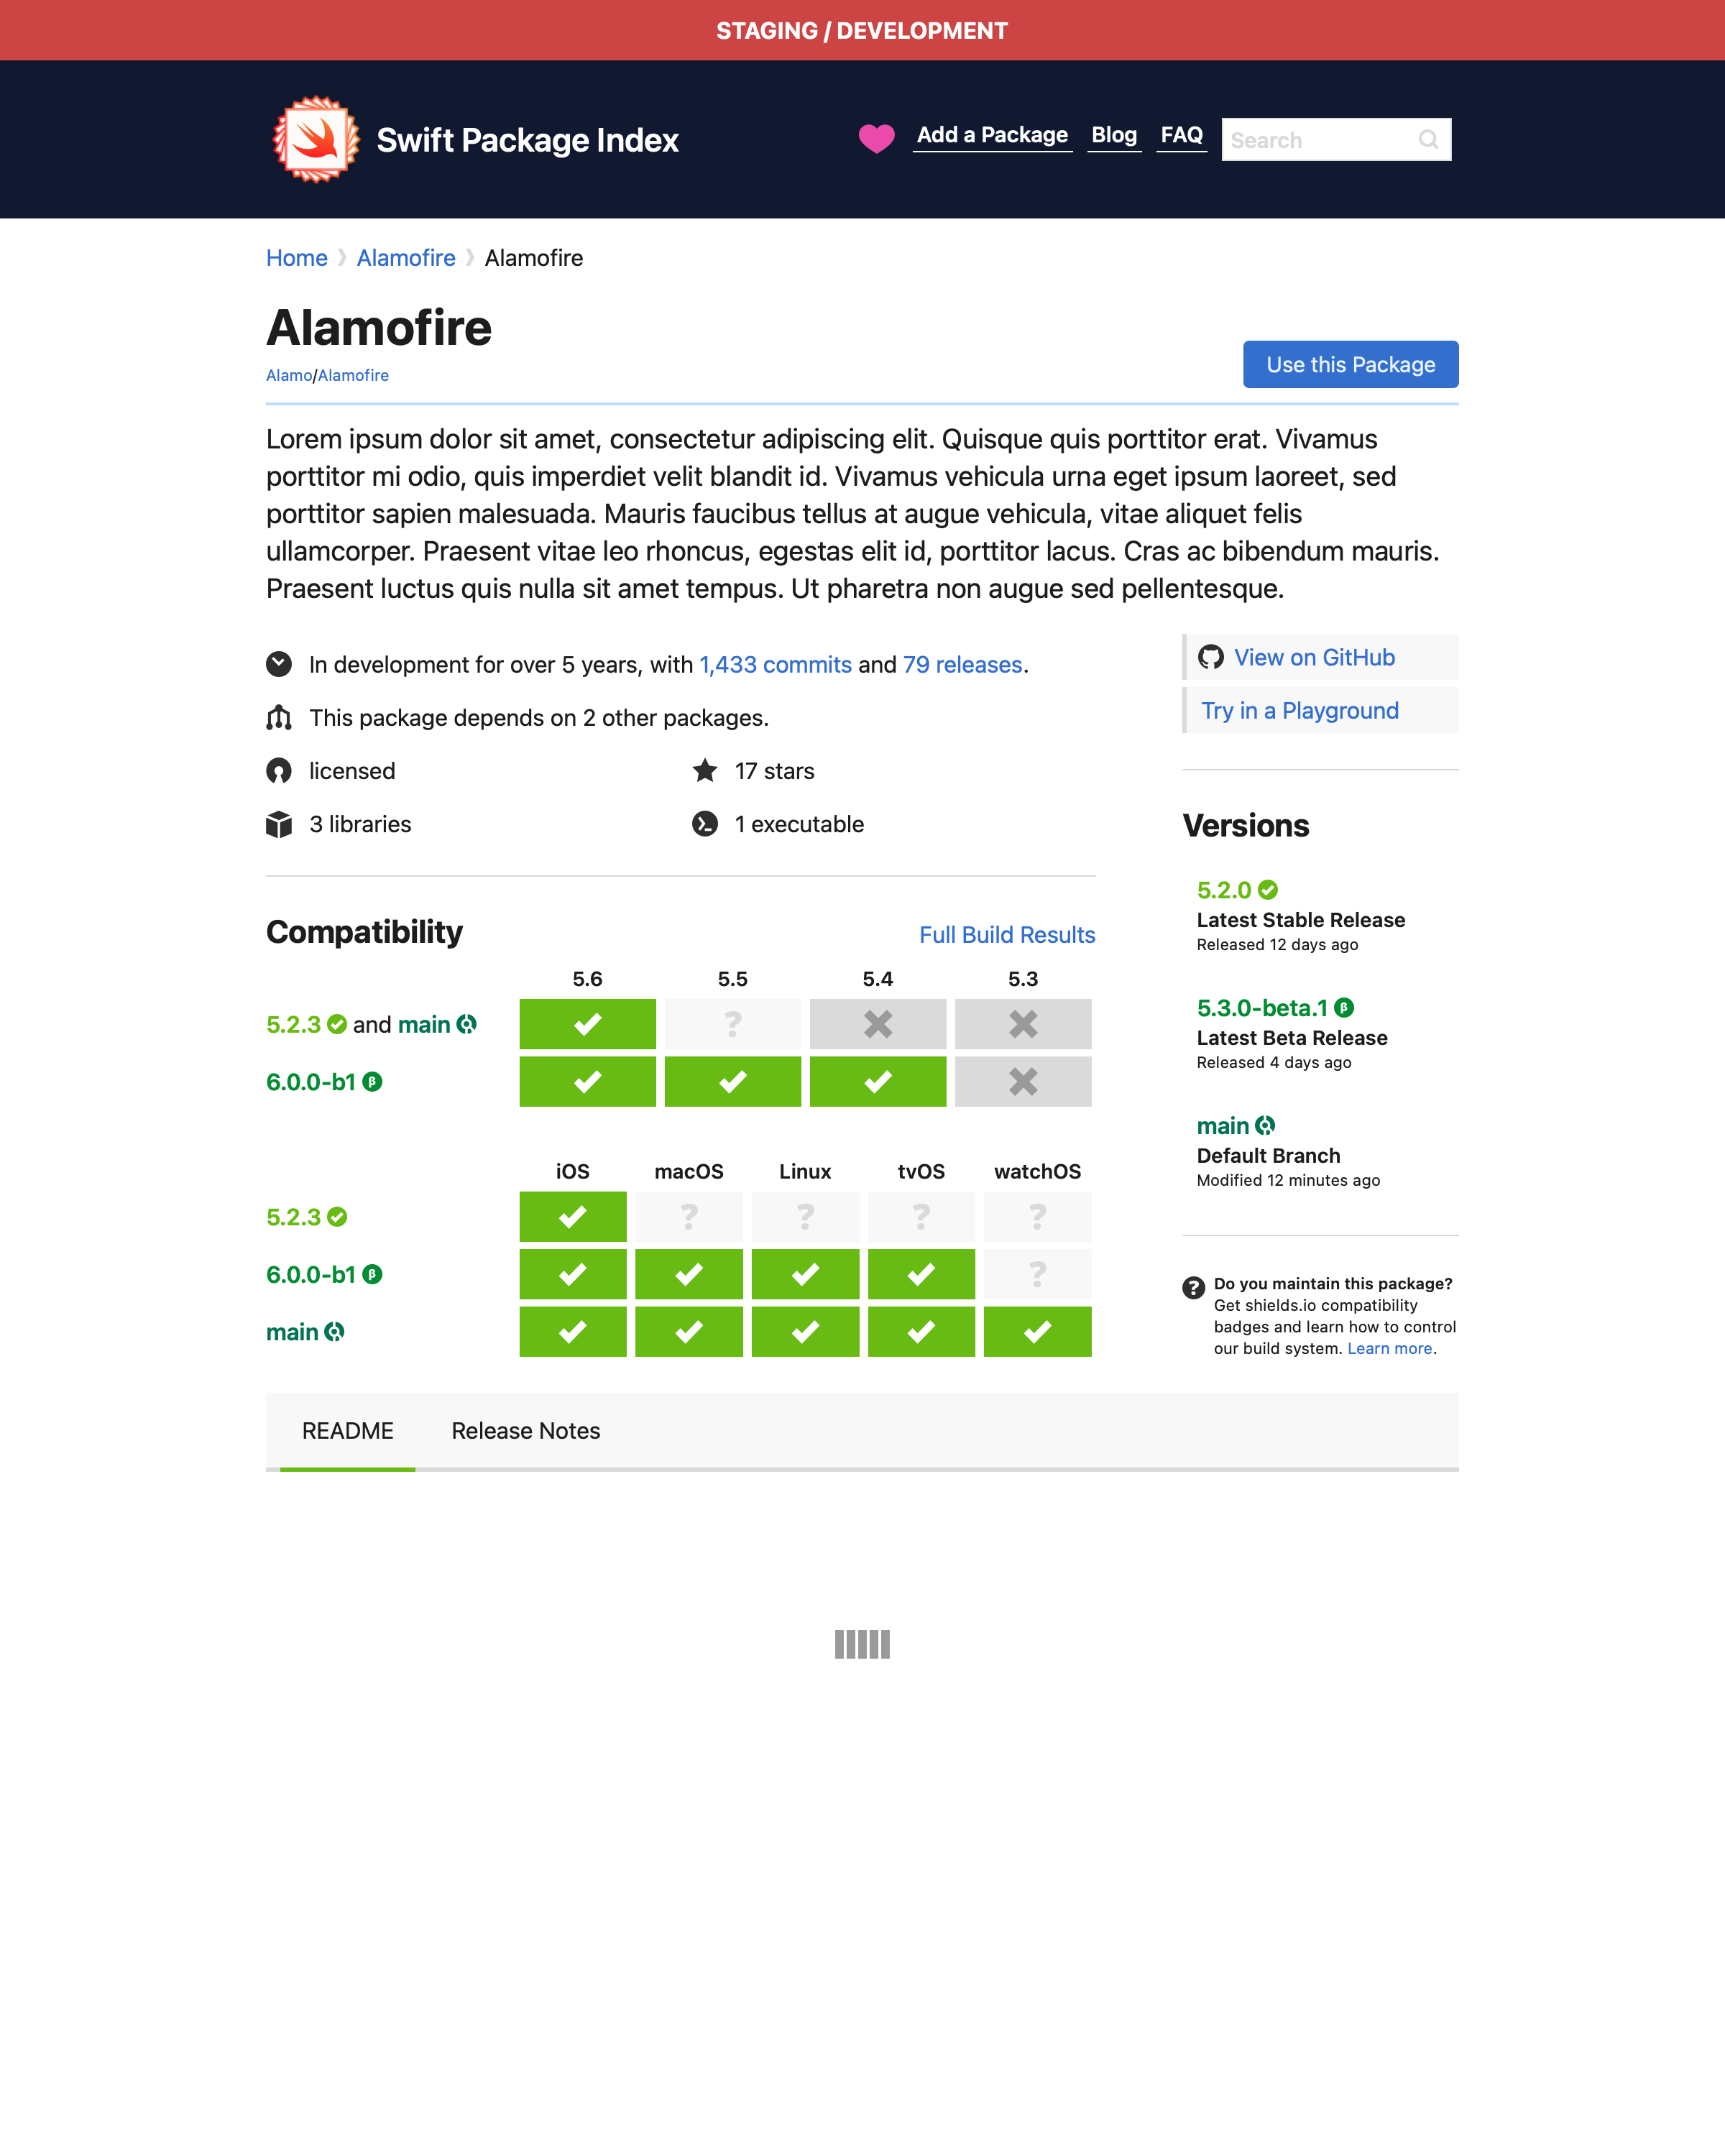 STAGING / DEVELOPMENT
Swift Package Index
Add a Package Blog FAQ Search
Home Alamofire Alamofire
Alamofire
Alamo/Alamofire
Use this Package
Lorem ipsum dolor sit amet, consectetur adipiscing elit. Quisque quis porttitor erat. Vivamus
porttitor mi odio, quis imperdiet velit blandit id. Vivamus vehicula urna eget ipsum laoreet, sed
porttitor sapien malesuada. Mauris faucibus tellus at augue vehicula, vitae aliquet felis
ullamcorper. Praesent vitae leo rhoncus, egestas elit id, porttitor lacus. Cras ac bibendum mauris.
Praesent luctus quis nulla sit amet tempus. Ut pharetra non augue sed pellentesque.
In development for over 5 years, with 1,433 commits and 79 releases.
This package depends on 2 other packages.
licensed
17 stars
3 libraries
1 executable
Compatibility
Full Build Results
5.6 5.5 5.4 5.3
5.2.3 and main
?
6.0.0-b1 β
iOS macOS Linux tvOS watchOS
5.2.3
? ? ? ?
6.0.0-b1 β
?
main
View on GitHub
Try in a Playground
Versions
5.2.0
Latest Stable Release
Released 12 days ago
5.3.0-beta.1 β
Latest Beta Release
Released 4 days ago
main
Default Branch
Modified 12 minutes ago
? Do you maintain this package?
Get shields.io compatibility
badges and learn how to control
our build system. Learn more.
README Release Notes